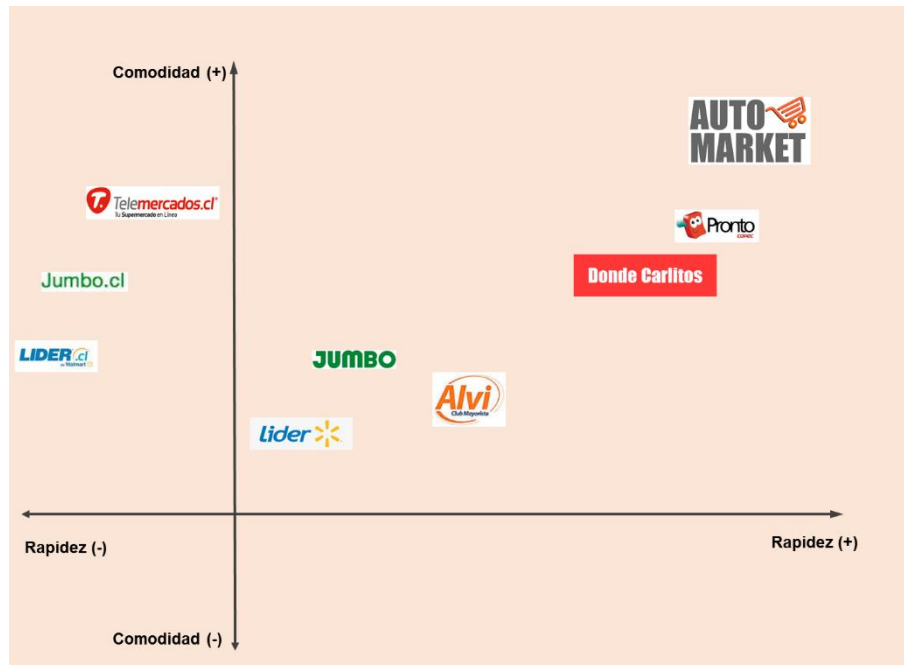 Comodidad (+)
AUTO
MARKET
T. Telemercados.cl
Tu Supermercado en Línea
Pronto
copec
Donde Carlitos
Jumbo.cl
LIDER.cl
de Walmart
JUMBO
Alvi
Club Mayorista
Lider
Rapidez (-)
Rapidez (+)
Comodidad (-)